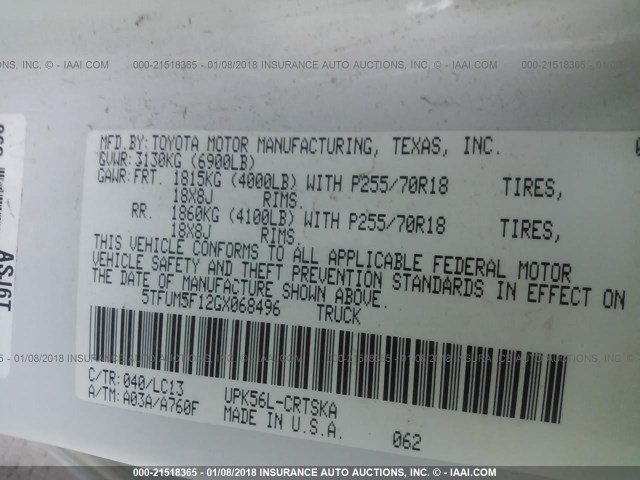 ONS, INC. - IAAI.COM 000-21518365 - 01/08/2018 INSURANCE AUTO AUCTIONS, INC. - IAAI.COM 000-21518365
MFD.BY:TOYOTA MOTOR MANUFACTURING, TEXAS, INC.
GVWR:3130KG (6900LB)
GAWR:FRT. 1815KG (4000LB) WITH P255/70R18 TIRES,
18X8J RIMS.
RR. 1860KG (4100LB) WITH P255/70R18 TIRES,
18X8J RIMS.
THIS VEHICLE CONFORMS TO ALL APPLICABLE FEDERAL MOTOR
VEHICLE SAFETY AND THEFT PREVENTION STANDARDS IN EFFECT ON
THE DATE OF MANUFACTURE SHOWN ABOVE.
5TFUM5F12GX068496 TRUCK
C/TR:040/LC13
A/TM:A03A/A760F
UPK56L-CRTSKA
MADE IN U.S.A.
062
ASJGT
000-21518365 - 01/08/2018 INSURANCE AUTO AUCTIONS, INC. - IAAI.COM